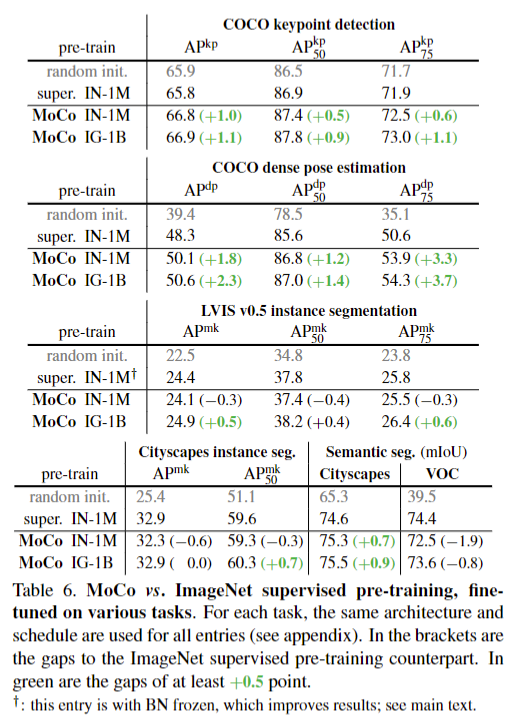 COCO keypoint detection
pre-train AP^kp AP^kp_50 AP^kp_75
random init. 65.9 86.5 71.7
super. IN-1M 65.8 86.9 71.9
MoCo IN-1M 66.8 (+1.0) 87.4 (+0.5) 72.5 (+0.6)
MoCo IG-1B 66.9 (+1.1) 87.8 (+0.9) 73.0 (+1.1)
COCO dense pose estimation
pre-train AP^dp AP^dp_50 AP^dp_75
random init. 39.4 78.5 35.1
super. IN-1M 48.3 85.6 50.6
MoCo IN-1M 50.1 (+1.8) 86.8 (+1.2) 53.9 (+3.3)
MoCo IG-1B 50.6 (+2.3) 87.0 (+1.4) 54.3 (+3.7)
LVIS v0.5 instance segmentation
pre-train AP^mk AP^mk_50 AP^mk_75
random init. 22.5 34.8 23.8
super. IN-1M† 24.4 37.8 25.8
MoCo IN-1M 24.1 (−0.3) 37.4 (−0.4) 25.5 (−0.3)
MoCo IG-1B 24.9 (+0.5) 38.2 (+0.4) 26.4 (+0.6)
Cityscapes instance seg. Semantic seg. (mIoU)
pre-train AP^mk AP^mk_50 Cityscapes VOC
random init. 25.4 51.1 65.3 39.5
super. IN-1M 32.9 59.6 74.6 74.4
MoCo IN-1M 32.3 (−0.6) 59.3 (−0.3) 75.3 (+0.7) 72.5 (−1.9)
MoCo IG-1B 32.9 ( 0.0) 60.3 (+0.7) 75.5 (+0.9) 73.6 (−0.8)
Table 6. MoCo vs. ImageNet supervised pre-training, fine-
tuned on various tasks. For each task, the same architecture and
schedule are used for all entries (see appendix). In the brackets are
the gaps to the ImageNet supervised pre-training counterpart. In
green are the gaps of at least +0.5 point.
†: this entry is with BN frozen, which improves results; see main text.